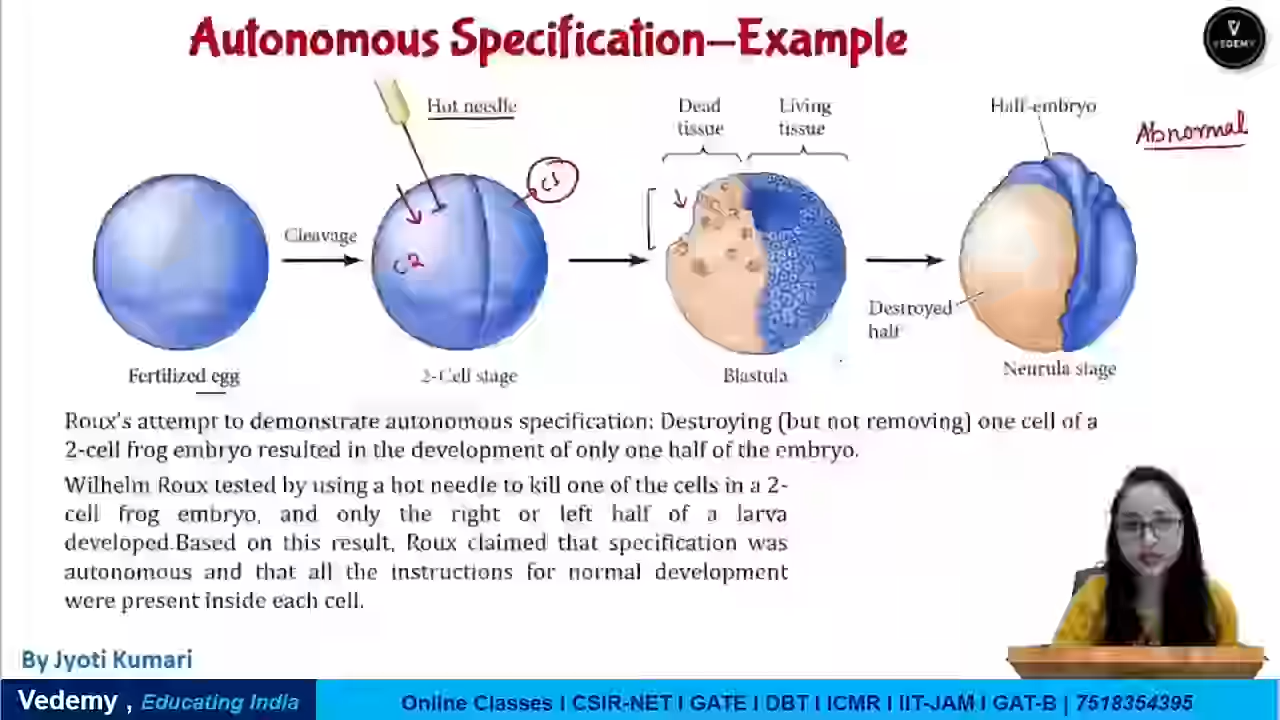 Autonomous Specification–Example
VEDEMY
Hot needle
Dead
tissue
Living
tissue
Half-embryo
Abnormal
C1
Cleavage
C2
Destroyed
half
Fertilized egg
2-Cell stage
Blastula
Neurula stage
Roux's attempt to demonstrate autonomous specification: Destroying (but not removing) one cell of a
2-cell frog embryo resulted in the development of only one half of the embryo.
Wilhelm Roux tested by using a hot needle to kill one of the cells in a 2-
cell frog embryo, and only the right or left half of a larva
developed.Based on this result, Roux claimed that specification was
autonomous and that all the instructions for normal development
were present inside each cell.
By Jyoti Kumari
Vedemy , Educating India
Online Classes I CSIR-NET I GATE I DBT I ICMR I IIT-JAM I GAT-B | 7518354395